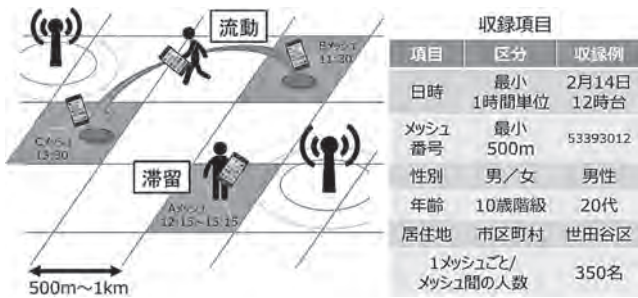 流動
Bメッシュ
11:30
Cメッシュ
13:30
滞留
Aメッシュ
12:15~15:15
500m~1km
収録項目
項目 区分 収録例
日時 最小 1時間単位 2月14日 12時台
メッシュ番号 最小 500m 53393012
性別 男/女 男性
年齢 10歳階級 20代
居住地 市区町村 世田谷区
1メッシュごと/
メッシュ間の人数 350名